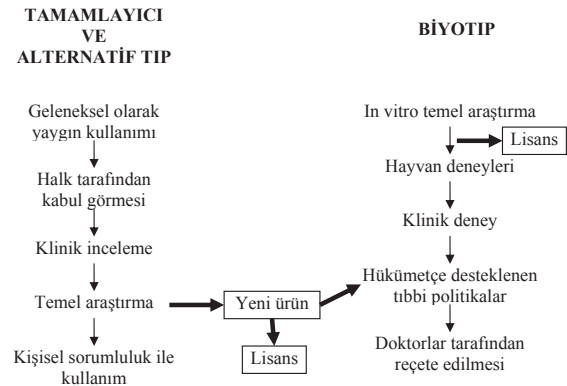 TAMAMLAYICI
VE
ALTERNATİF TIP
Geleneksel olarak
yaygın kullanımı
Halk tarafından
kabul görmesi
Klinik inceleme
Temel araştırma
Kişisel sorumluluk ile
kullanım
Yeni ürün
Lisans
BİYOTIP
In vitro temel araştırma
Lisans
Hayvan deneyleri
Klinik deney
Hükümetçe desteklenen
tıbbi politikalar
Doktorlar tarafından
reçete edilmesi